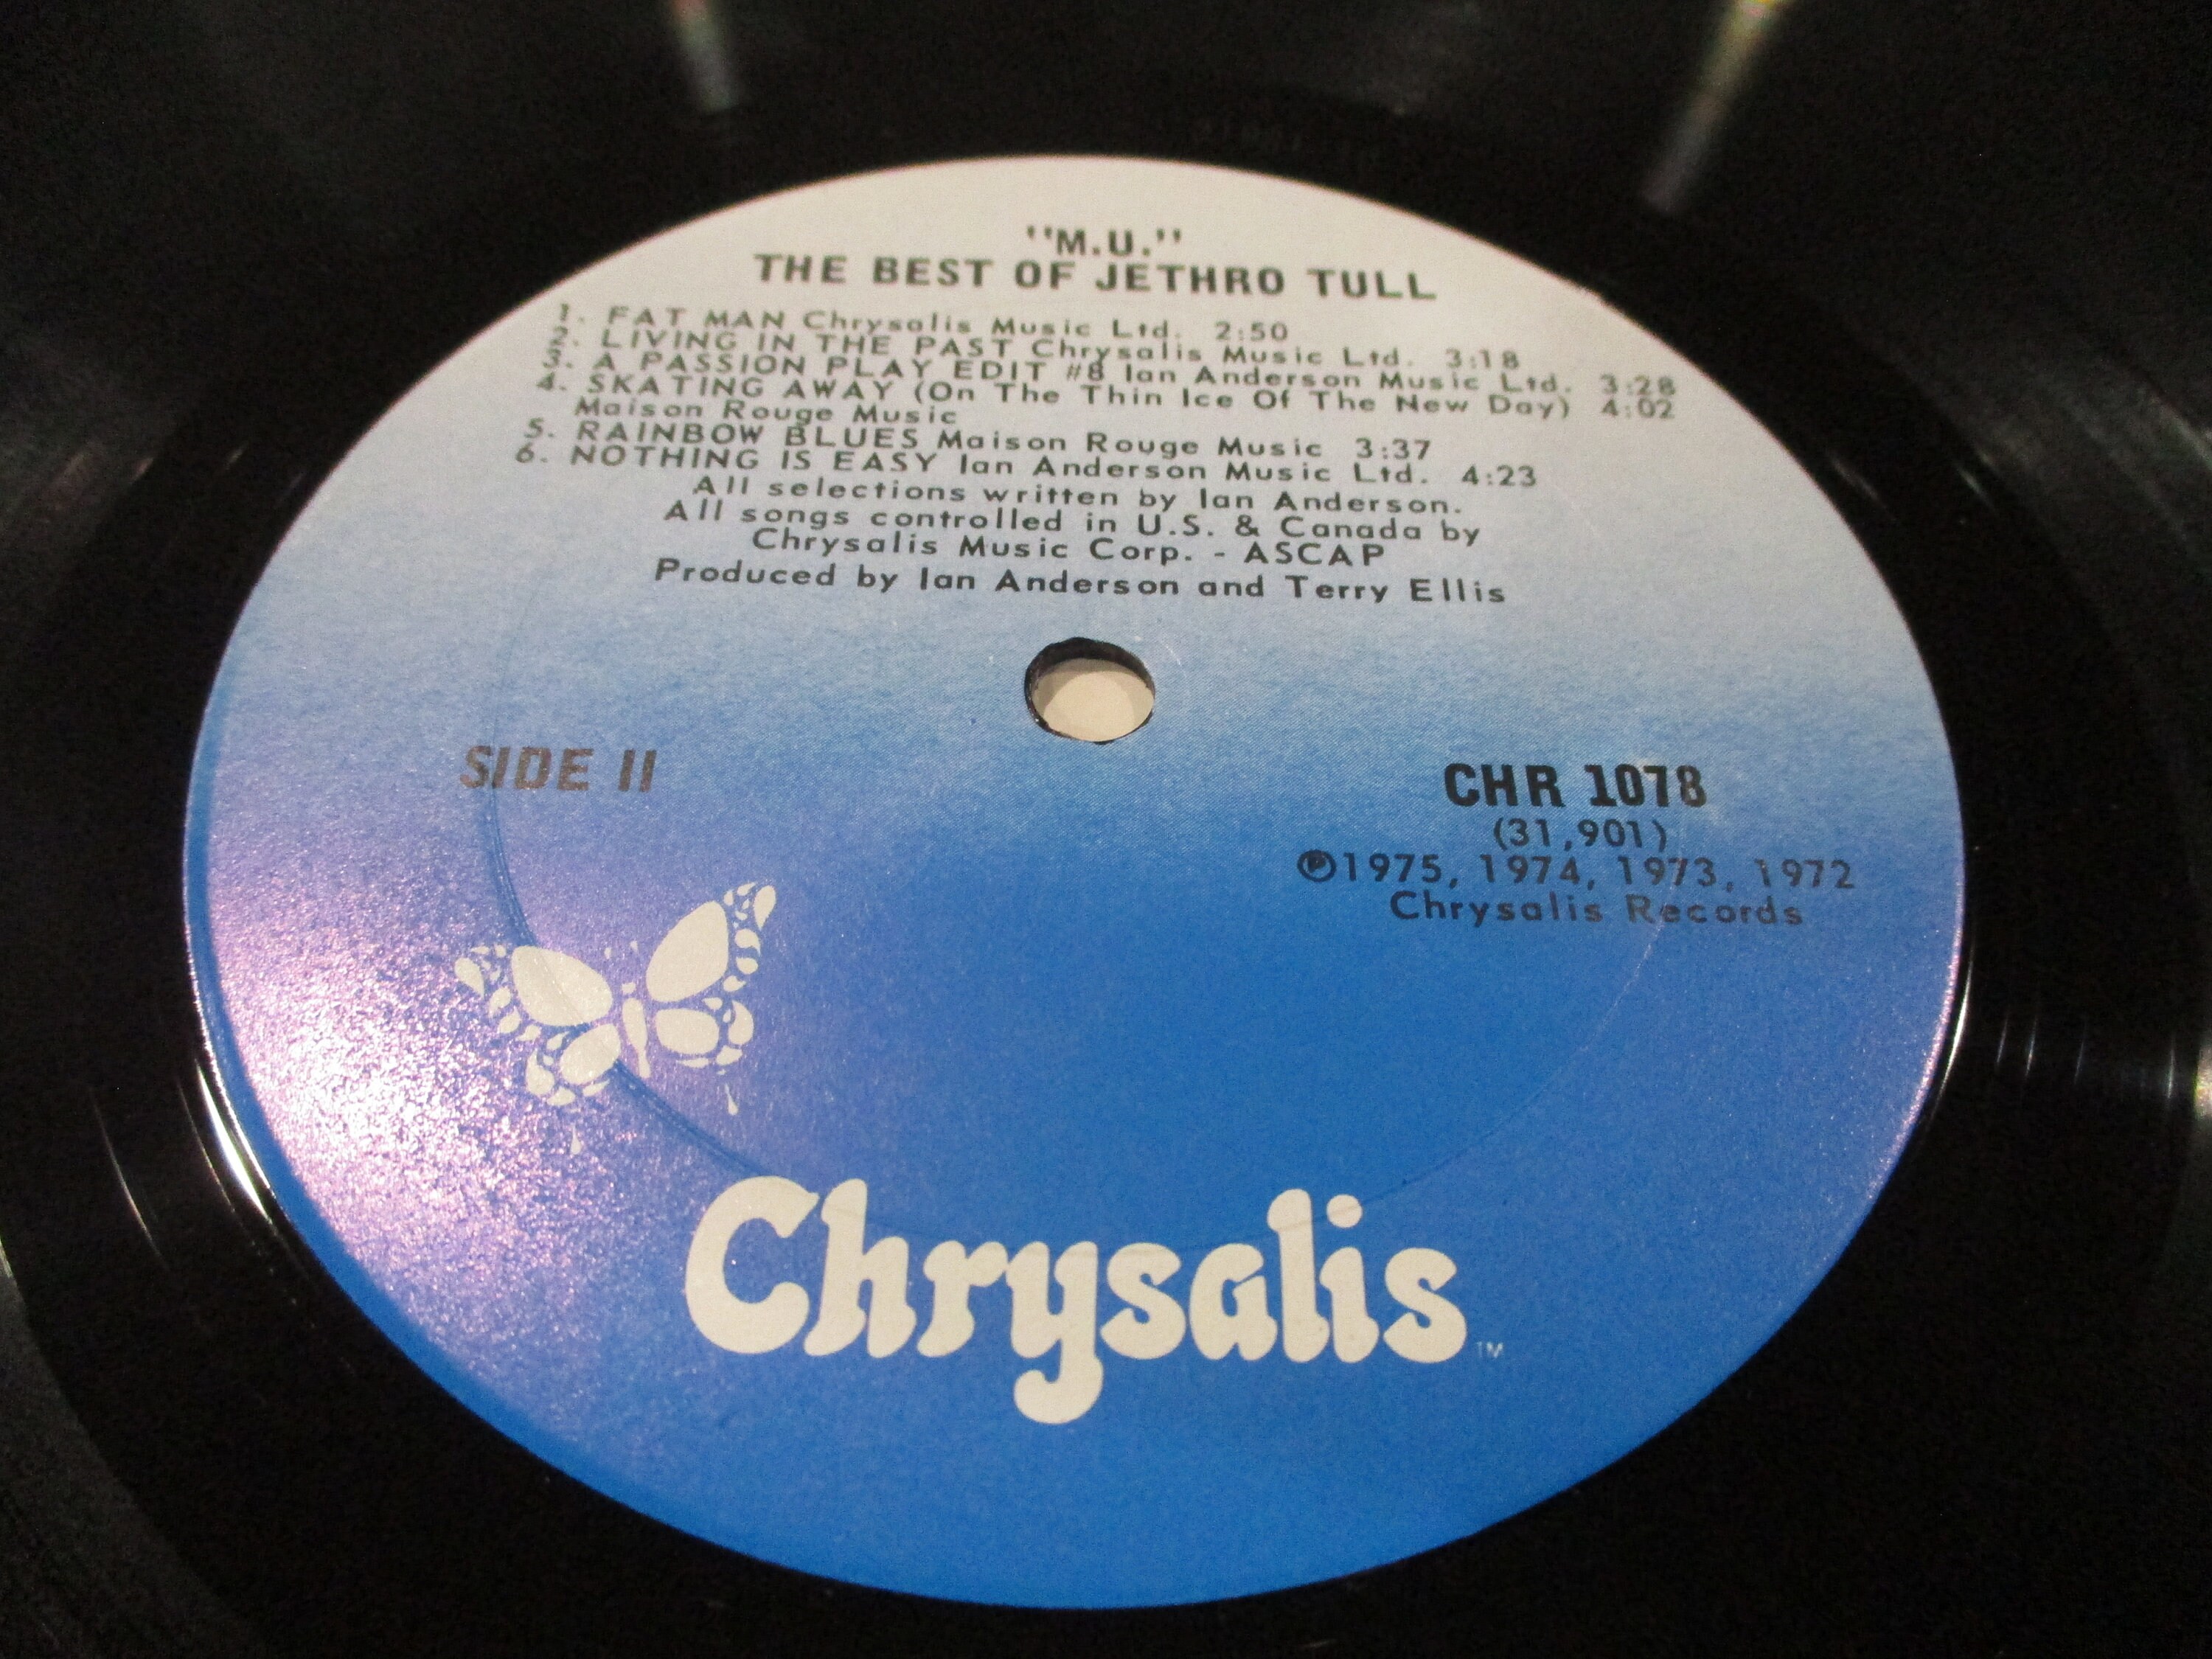 "M.U."
THE BEST OF JETHRO TULL
1. FAT MAN Chrysalis Music Ltd. 2:50
2. LIVING IN THE PAST Chrysalis Music Ltd. 3:18
3. A PASSION PLAY EDIT #8 Ian Anderson Music Ltd. 3:28
4. SKATING AWAY (On The Thin Ice Of The New Day) 4:02
Maison Rouge Music
5. RAINBOW BLUES Maison Rouge Music 3:37
6. NOTHING IS EASY Ian Anderson Music Ltd. 4:23
All selections written by Ian Anderson.
All songs controlled in U.S. & Canada by
Chrysalis Music Corp. - ASCAP
Produced by Ian Anderson and Terry Ellis
SIDE II
CHR 1078
(31,901)
℗1975, 1974, 1973, 1972
Chrysalis Records
Chrysalis™